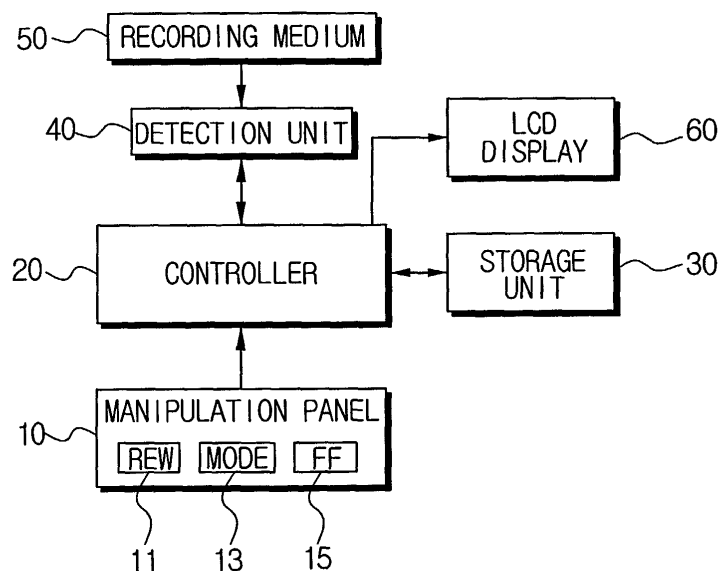 50 RECORDING MEDIUM
40 DETECTION UNIT
LCD
DISPLAY 60
20 CONTROLLER
STORAGE
UNIT 30
10 MANIPULATION PANEL
REW MODE FF
11 13 15